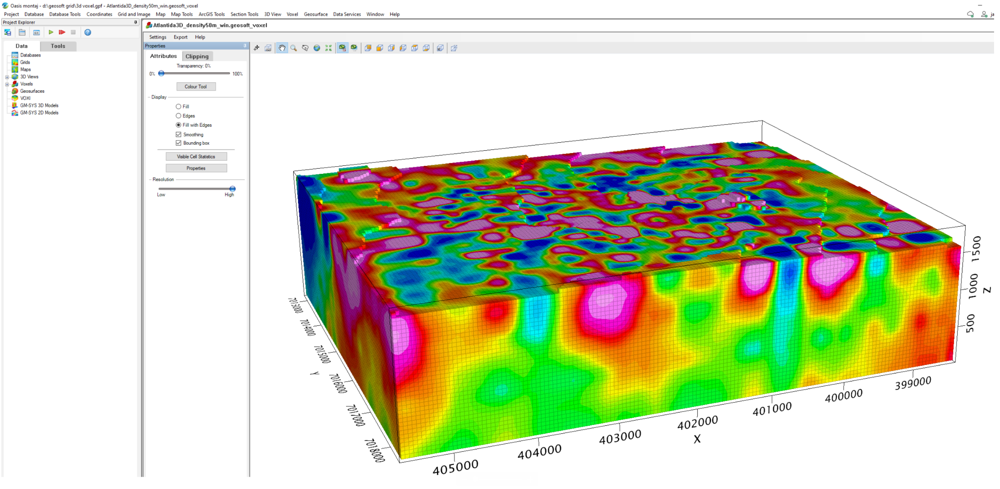 Oasis montaj - d:\geosoft grid\3d voxel.gpf - Atlantida3D_density50m_win.geosoft_voxel
Project Database Database Tools Coordinates Grid and Image Map Map Tools ArcGIS Tools Section Tools 3D View Voxel Geosurface Data Services Window Help ja
Project Explorer
Data Tools
Databases
Grids
Maps
3D Views
Voxels
Geosurfaces
VOXI
GM-SYS 3D Models
GM-SYS 2D Models
Atlantida3D_density50m_win.geosoft_voxel
Settings Export Help
Properties
Attributes Clipping
Transparency: 0%
0% 100%
Colour Tool
Display
Fill
Edges
Fill with Edges
Smoothing
Bounding box
Visible Cell Statistics
Properties
Resolution
Low High
1500
1000
500
Z
7013000
7014000
7015000
7016000
7017000
7018000
Y
405000
404000
403000
402000
401000
400000
399000
X